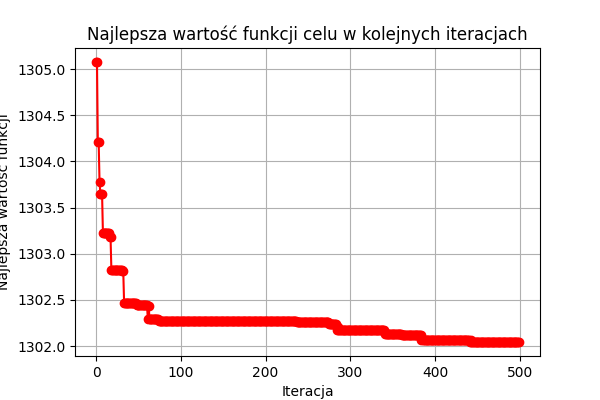 Najlepsza wartość funkcji celu w kolejnych iteracjach
Najlepsza wartość funkcji
1305.0
1304.5
1304.0
1303.5
1303.0
1302.5
1302.0
0 100 200 300 400 500
Iteracja